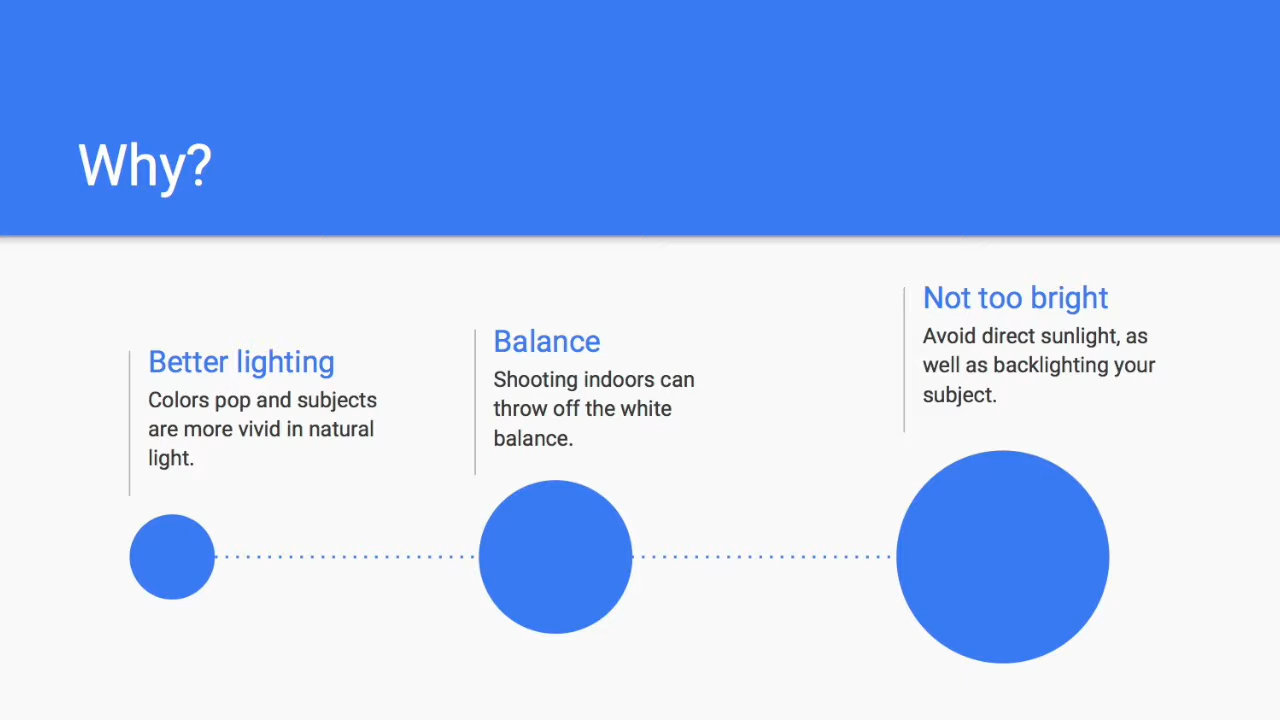 Why?
Better lighting
Colors pop and subjects
are more vivid in natural
light.
Balance
Shooting indoors can
throw off the white
balance.
Not too bright
Avoid direct sunlight, as
well as backlighting your
subject.